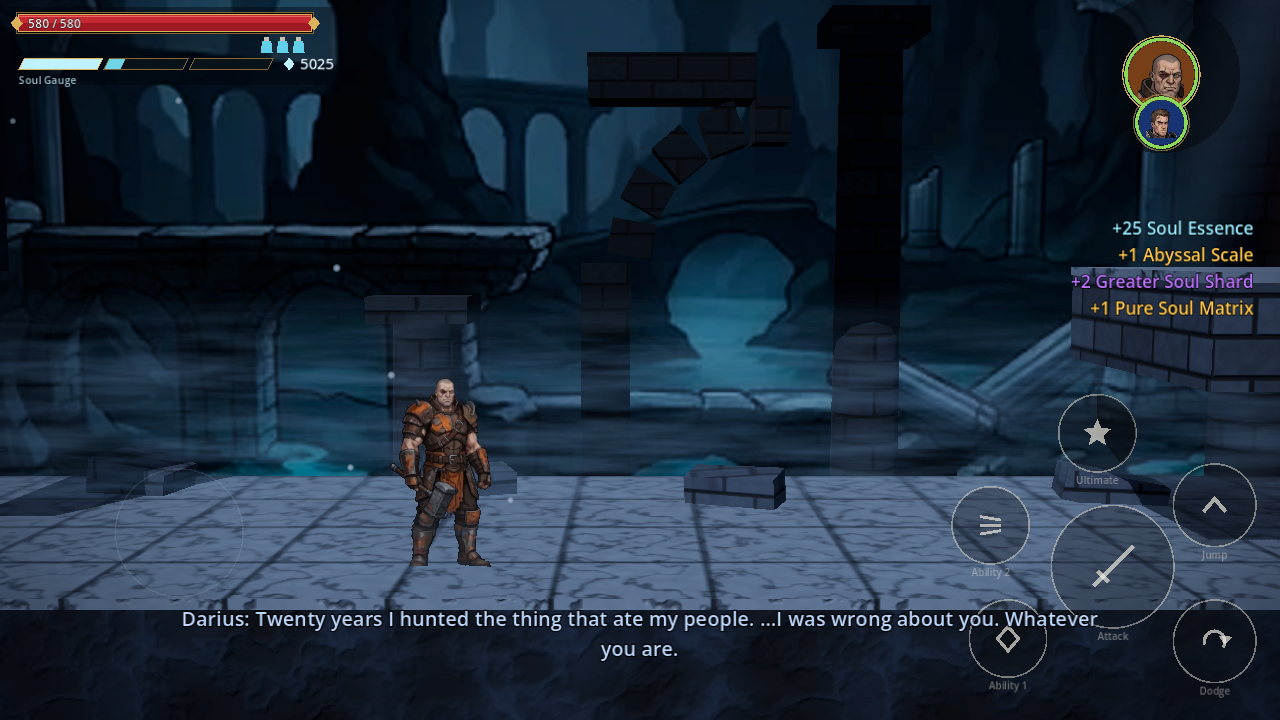 580 / 580
5025
Soul Gauge
+25 Soul Essence
+1 Abyssal Scale
+2 Greater Soul Shard
+1 Pure Soul Matrix
Ultimate
Jump
Ability 2
Attack
Ability 1
Dodge
Darius: Twenty years I hunted the thing that ate my people. ...I was wrong about you. Whatever
you are.